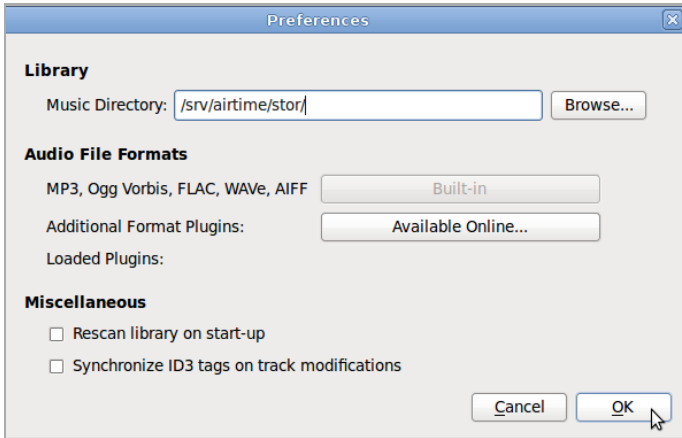 Preferences
Library
Music Directory: /srv/airtime/stor/ Browse...
Audio File Formats
MP3, Ogg Vorbis, FLAC, WAVe, AIFF Built-in
Additional Format Plugins: Available Online...
Loaded Plugins:
Miscellaneous
Rescan library on start-up
Synchronize ID3 tags on track modifications
Cancel OK